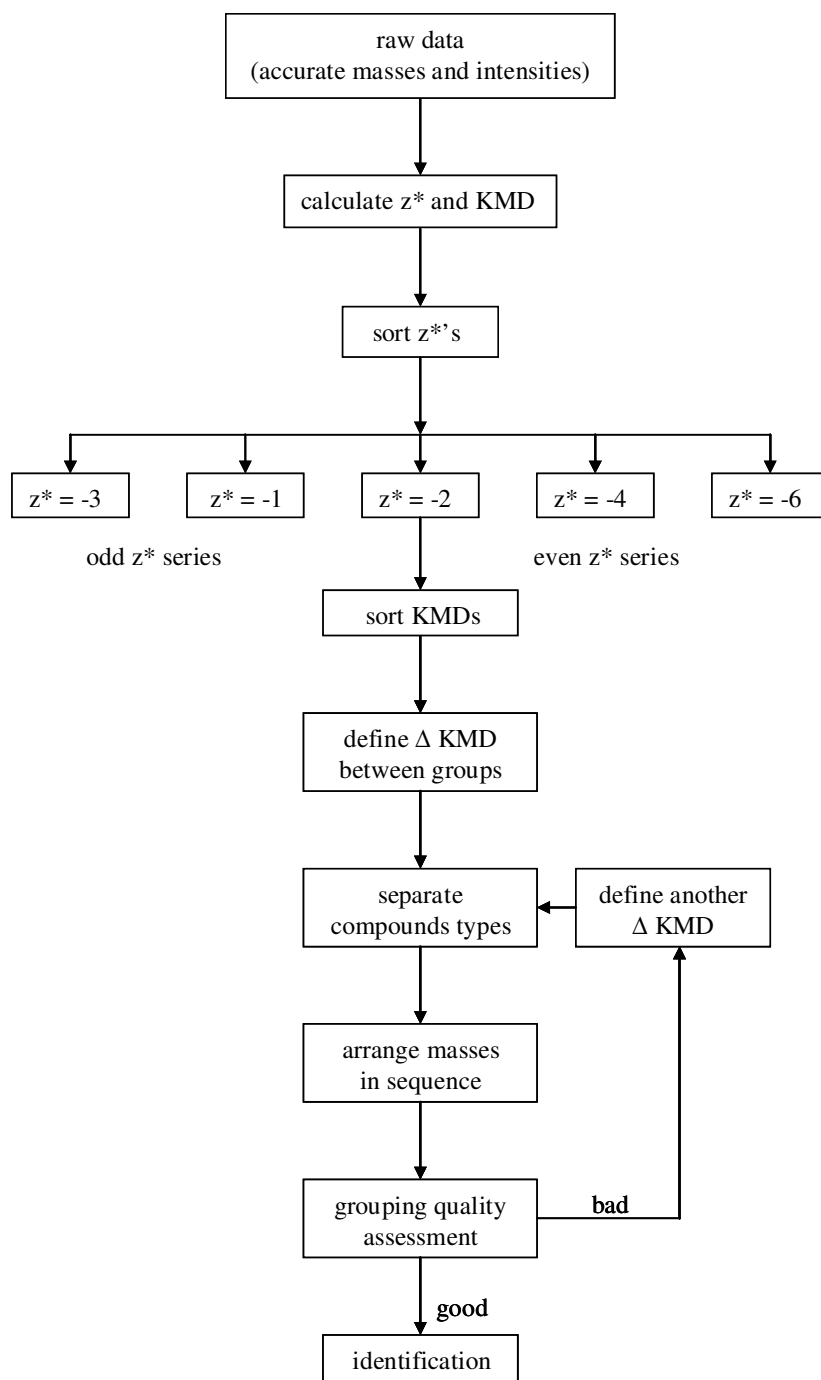 raw data
(accurate masses and intensities)
calculate z* and KMD
sort z*'s
z* = -3
z* = -1
z* = -2
z* = -4
z* = -6
odd z* series
even z* series
sort KMDs
define Δ KMD
between groups
separate
compounds types
define another
Δ KMD
arrange masses
in sequence
grouping quality
assessment
bad
good
identification